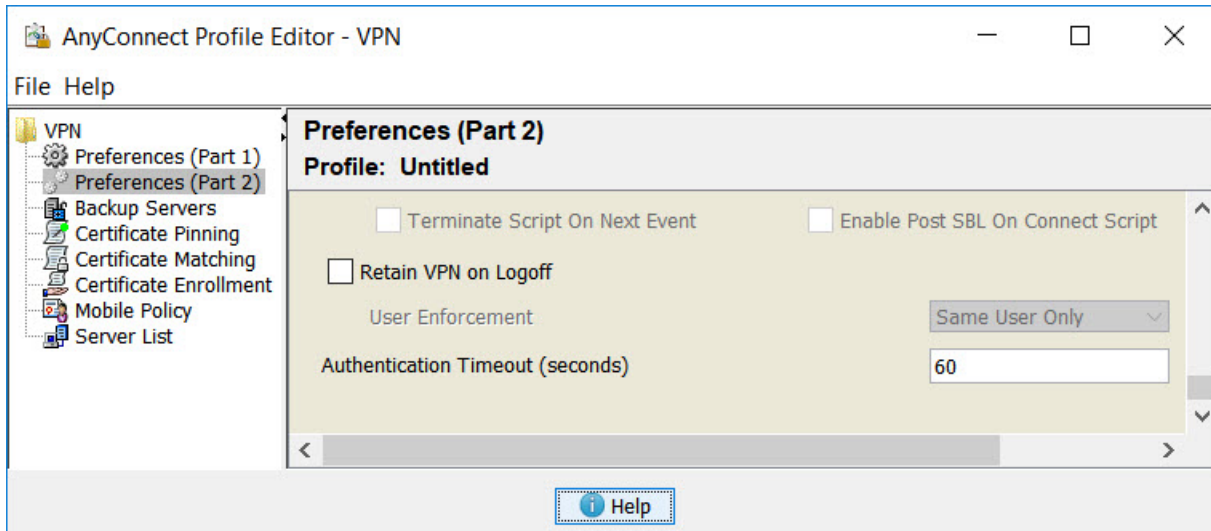 AnyConnect Profile Editor - VPN
File Help
VPN
Preferences (Part 1)
Preferences (Part 2)
Backup Servers
Certificate Pinning
Certificate Matching
Certificate Enrollment
Mobile Policy
Server List
Preferences (Part 2)
Profile: Untitled
Terminate Script On Next Event Enable Post SBL On Connect Script
Retain VPN on Logoff
User Enforcement Same User Only
Authentication Timeout (seconds) 60
Help